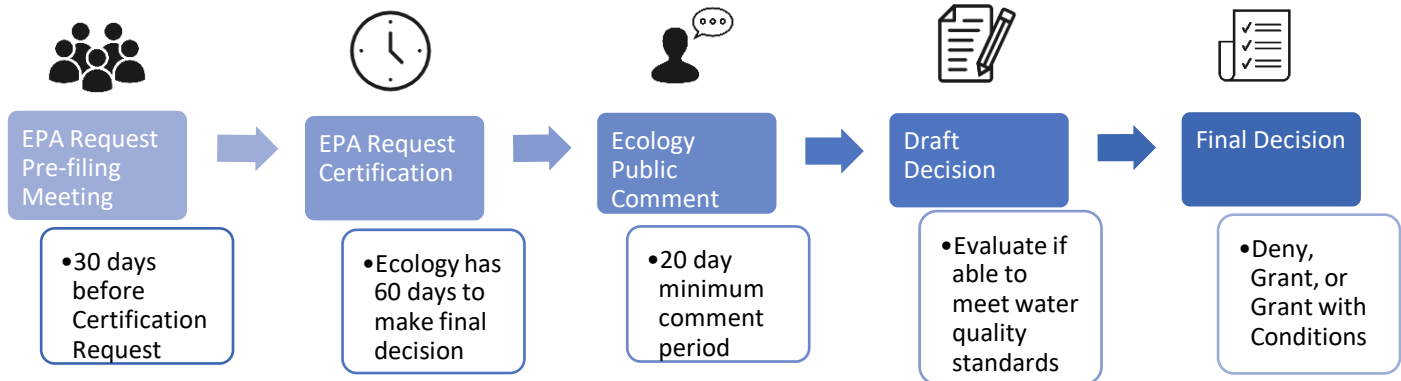 EPA Request
Pre-filing
Meeting
•30 days
before
Certification
Request
EPA Request
Certification
•Ecology has
60 days to
make final
decision
Ecology
Public
Comment
•20 day
minimum
comment
period
Draft
Decision
•Evaluate if
able to
meet water
quality
standards
Final Decision
•Deny,
Grant, or
Grant with
Conditions